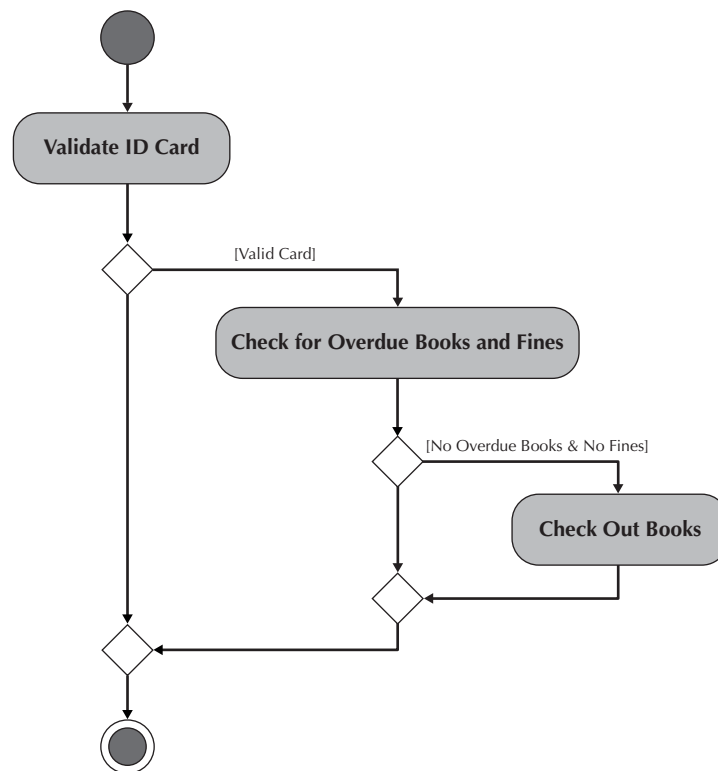 Validate ID Card
[Valid Card]
Check for Overdue Books and Fines
[No Overdue Books & No Fines]
Check Out Books